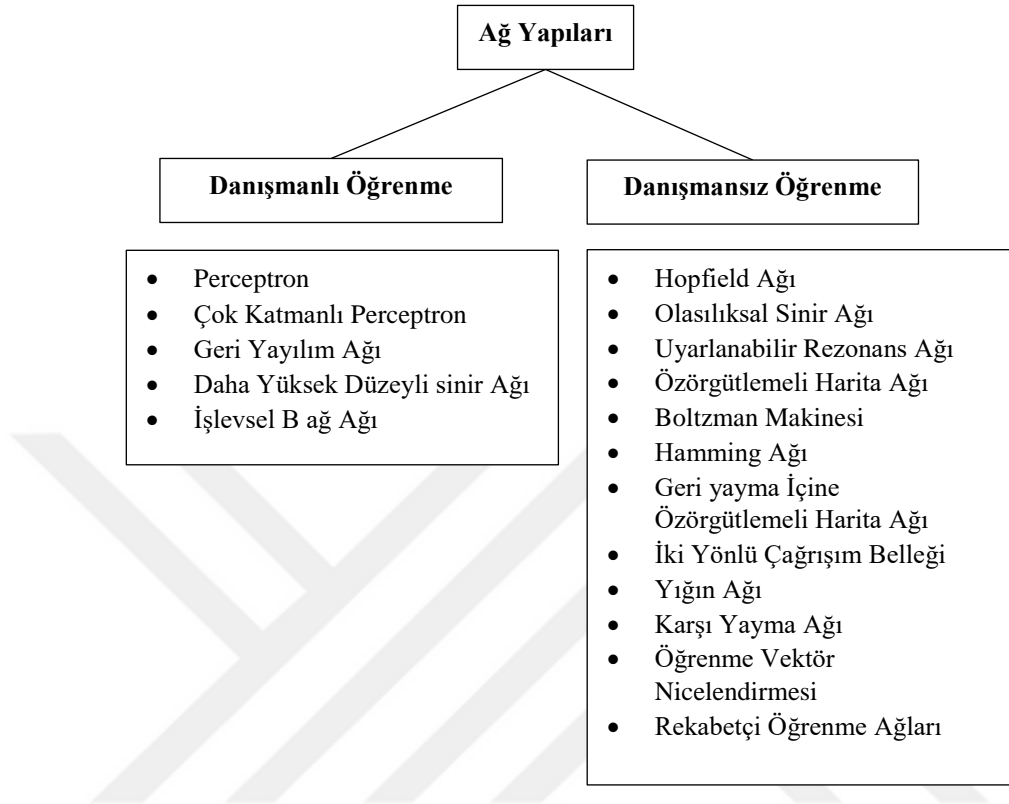 Ağ Yapıları
Danışmanlı Öğrenme
Danışmansız Öğrenme
• Perceptron
• Çok Katmanlı Perceptron
• Geri Yayılım Ağı
• Daha Yüksek Düzeyli sinir Ağı
• İşlevsel B ağ Ağı
• Hopfield Ağı
• Olasılıksal Sinir Ağı
• Uyarlanabilir Rezonans Ağı
• Özörgütlemeli Harita Ağı
• Boltzman Makinesi
• Hamming Ağı
• Geri yayma İçine
Özörgütlemeli Harita Ağı
• İki Yönlü Çağrışım Belleği
• Yığın Ağı
• Karşı Yayma Ağı
• Öğrenme Vektör
Nicelendirmesi
• Rekabetçi Öğrenme Ağları